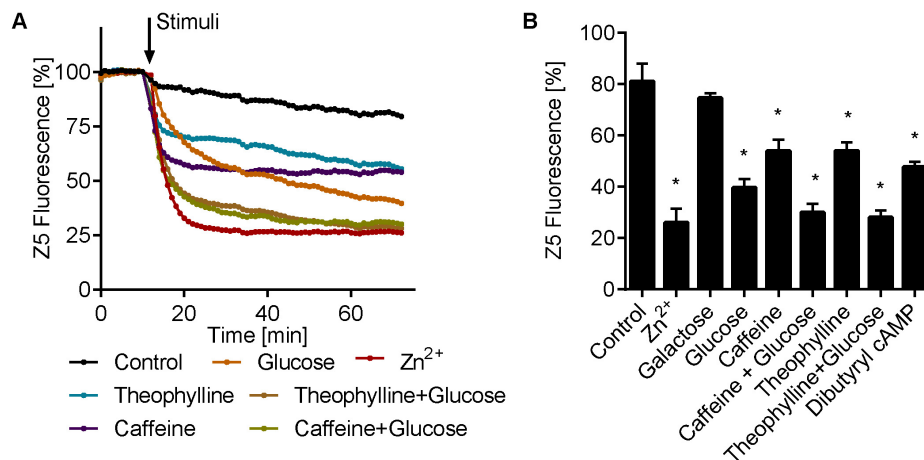 A
Stimuli
Z5 Fluorescence [%]
100
75
50
25
0
0
20
40
60
Time [min]
Control
Glucose
Zn²⁺
Theophylline
Theophylline+Glucose
Caffeine
Caffeine+Glucose
B
Z5 Fluorescence [%]
100
80
60
40
20
0
*
*
*
*
*
*
*
Control
Zn²⁺
Galactose
Glucose
Caffeine
Caffeine + Glucose
Theophylline
Theophylline+Glucose
Dibutyryl cAMP